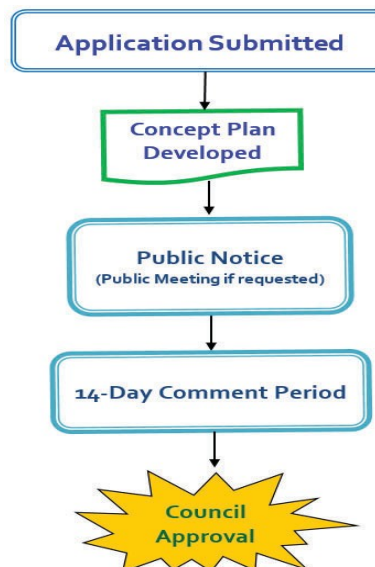 Application Submitted
Concept Plan
Developed
Public Notice
(Public Meeting if requested)
14-Day Comment Period
Council
Approval